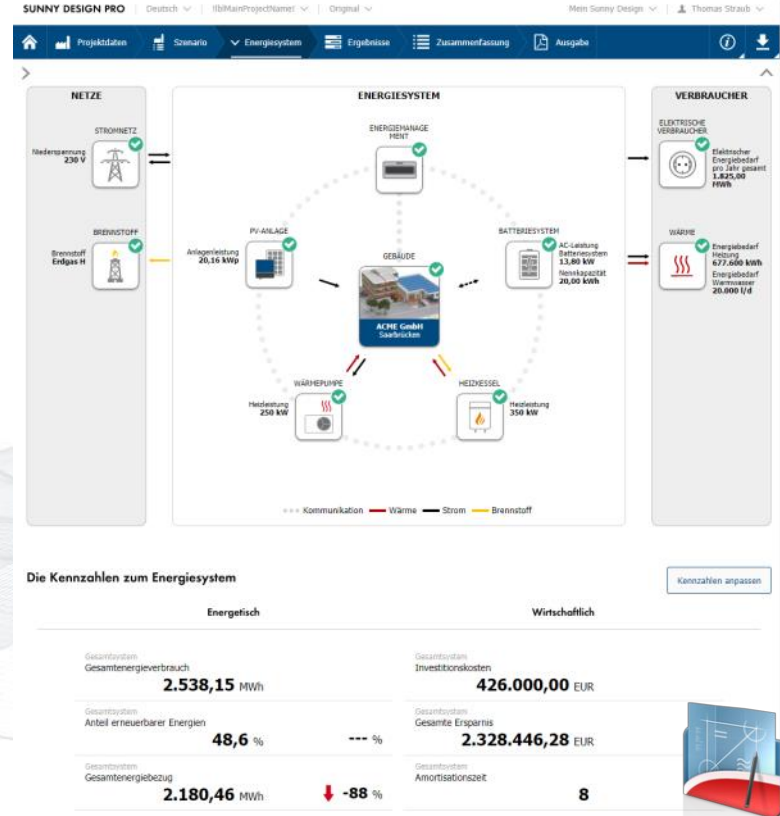 SUNNY DESIGN PRO Deutsch !lblMainProjectName! Original Mein Sunny Design Thomas Straub
Projektdaten Szenario Energiesystem Ergebnisse Zusammenfassung Ausgabe
NETZE
STROMNETZ
Niederspannung
230 V
BRENNSTOFF
Brennstoff
Erdgas H
ENERGIESYSTEM
ENERGIEMANAGE
MENT
PV-ANLAGE
Anlagenleistung
20,16 kWp
BATTERIESYSTEM
AC-Leistung
Batteriesystem
13,80 kW
Nennkapazität
20,00 kWh
GEBÄUDE
ACME GmbH
Saarbrücken
WÄRMEPUMPE
Heizleistung
250 kW
HEIZKESSEL
Heizleistung
350 kW
Kommunikation Wärme Strom Brennstoff
VERBRAUCHER
ELEKTRISCHE
VERBRAUCHER
Elektrischer
Energiebedarf
pro Jahr gesamt
1.825,00
MWh
WÄRME
Energiebedarf
Heizung
677.600 kWh
Energiebedarf
Warmwasser
20.000 l/d
Die Kennzahlen zum Energiesystem
Kennzahlen anpassen
Energetisch Wirtschaftlich
Gesamtsystem
Gesamtenergieverbrauch
2.538,15 MWh
Gesamtsystem
Investitionskosten
426.000,00 EUR
Gesamtsystem
Anteil erneuerbarer Energien
48,6 % --- %
Gesamtsystem
Gesamte Ersparnis
2.328.446,28 EUR
Gesamtsystem
Gesamtenergiebezug
2.180,46 MWh -88 %
Gesamtsystem
Amortisationszeit
8